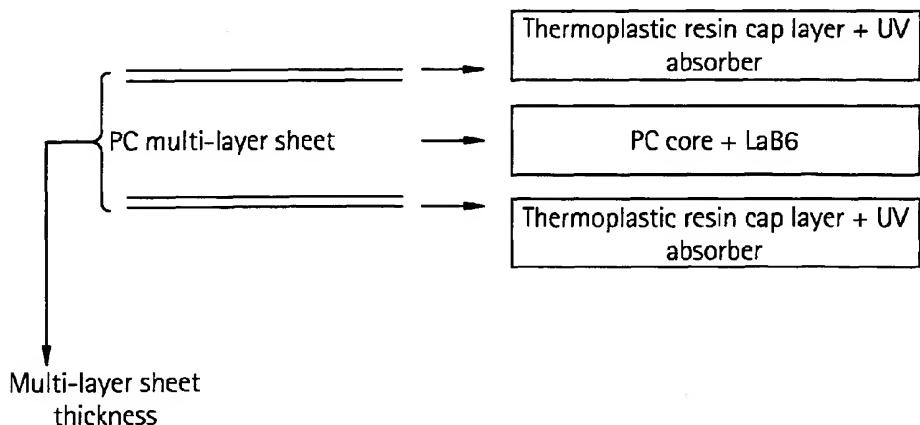 Thermoplastic resin cap layer + UV
absorber
PC multi-layer sheet
PC core + LaB6
Thermoplastic resin cap layer + UV
absorber
Multi-layer sheet
thickness